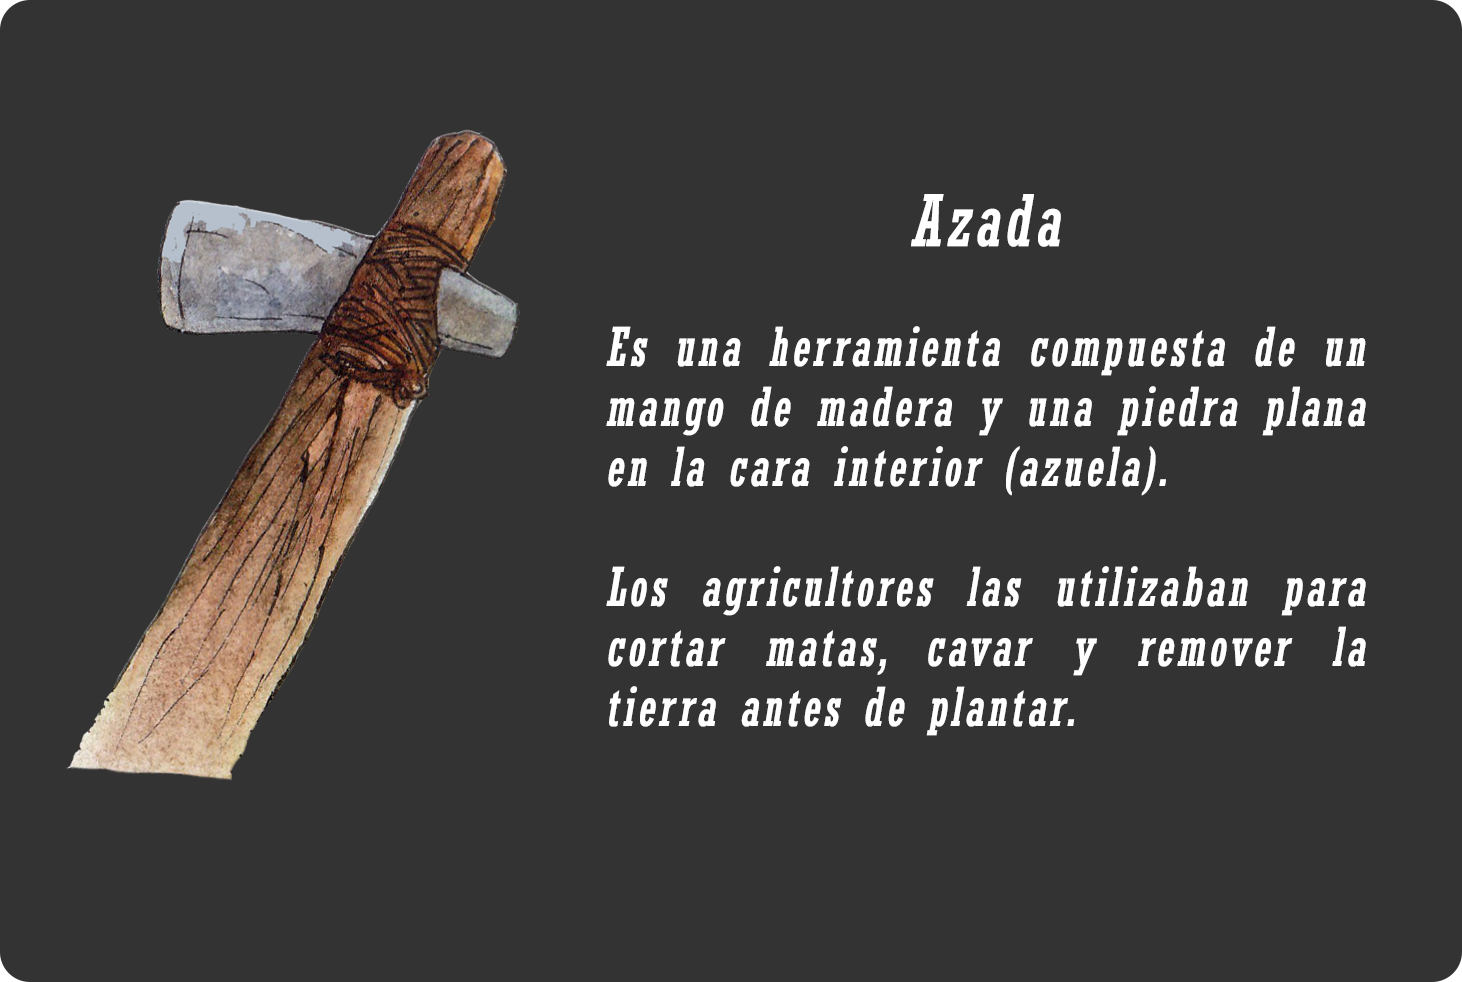 Azada
Es una herramienta compuesta de un
mango de madera y una piedra plana
en la cara interior (azuela).
Los agricultores las utilizaban para
cortar matas, cavar y remover la
tierra antes de plantar.